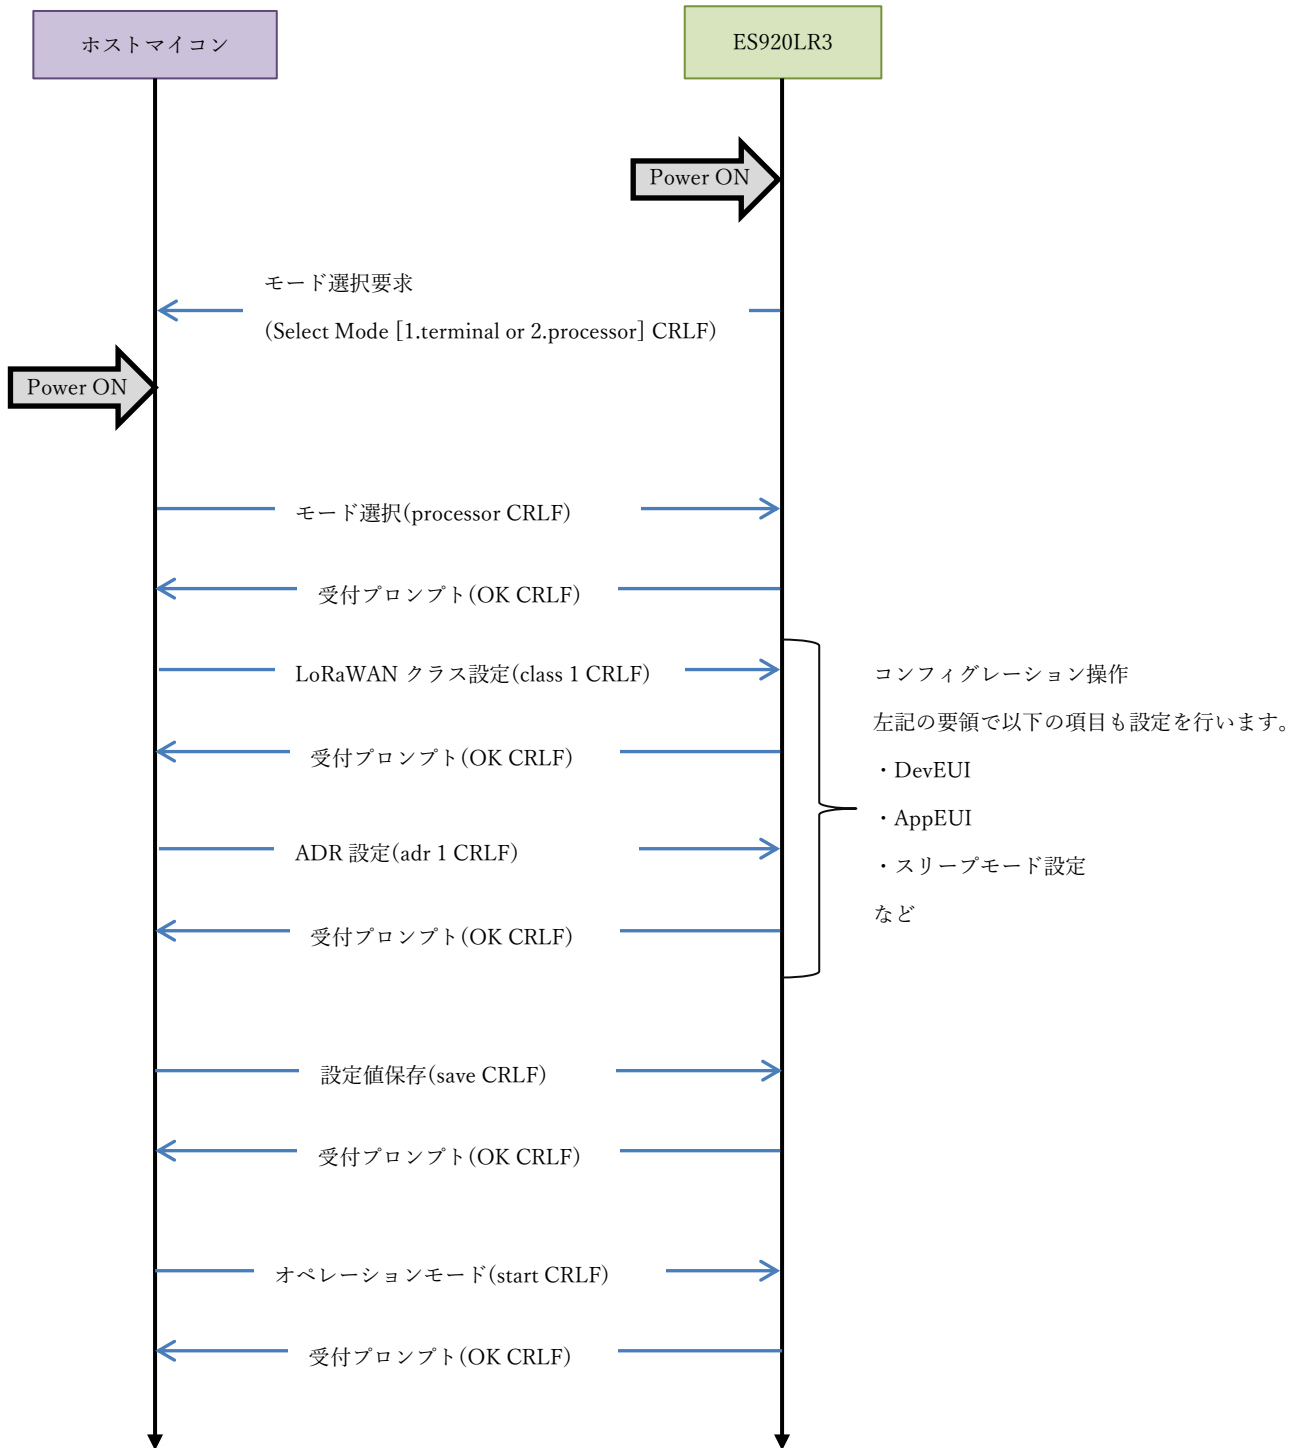 ホストマイコン
ES920LR3
Power ON
モード選択要求
(Select Mode [1.terminal or 2.processor] CRLF)
Power ON
モード選択(processor CRLF)
受付プロンプト(OK CRLF)
LoRaWAN クラス設定(class 1 CRLF)
受付プロンプト(OK CRLF)
ADR 設定(adr 1 CRLF)
受付プロンプト(OK CRLF)
コンフィグレーション操作
左記の要領で以下の項目も設定を行います。
・DevEUI
・AppEUI
・スリープモード設定
など
設定値保存(save CRLF)
受付プロンプト(OK CRLF)
オペレーションモード(start CRLF)
受付プロンプト(OK CRLF)